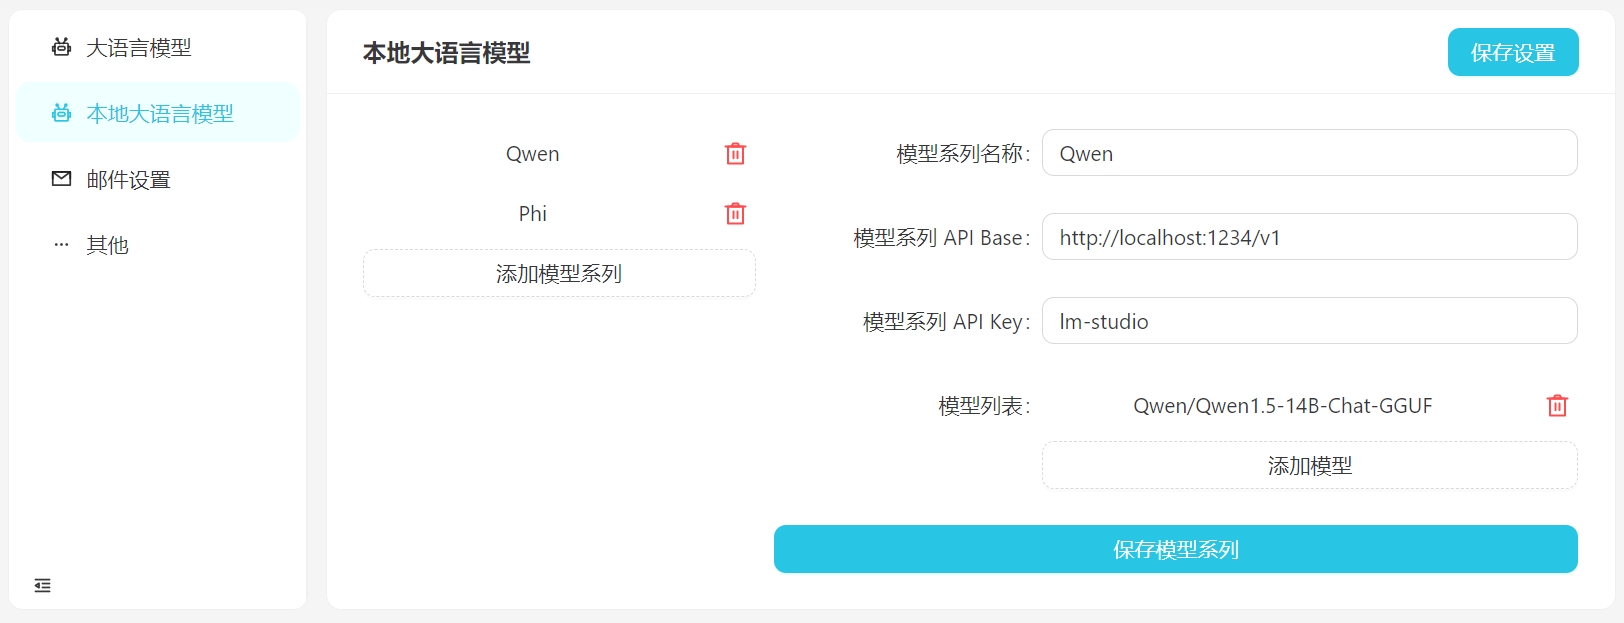 大语言模型
本地大语言模型
邮件设置
其他
本地大语言模型
保存设置
Qwen
Phi
添加模型系列
模型系列名称: Qwen
模型系列 API Base: http://localhost:1234/v1
模型系列 API Key: lm-studio
模型列表: Qwen/Qwen1.5-14B-Chat-GGUF
添加模型
保存模型系列